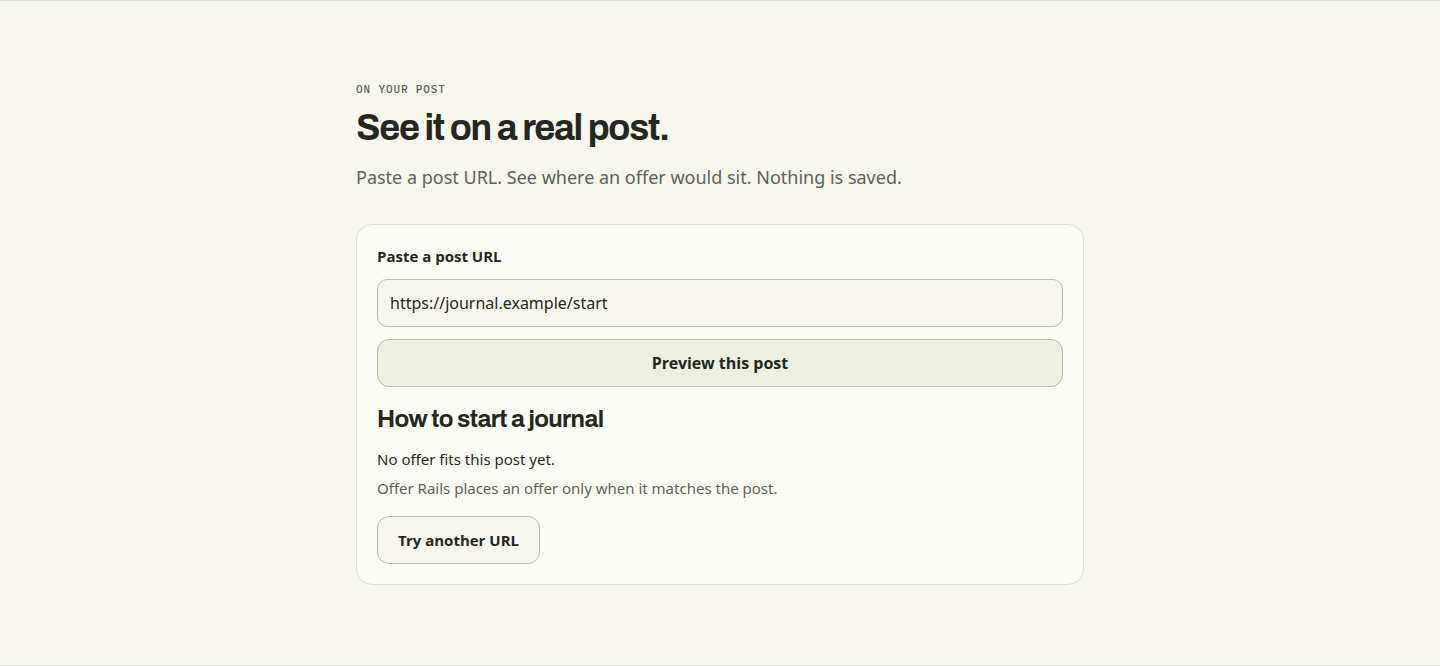 ON YOUR POST
See it on a real post.
Paste a post URL. See where an offer would sit. Nothing is saved.
Paste a post URL
https://journal.example/start
Preview this post
How to start a journal
No offer fits this post yet.
Offer Rails places an offer only when it matches the post.
Try another URL